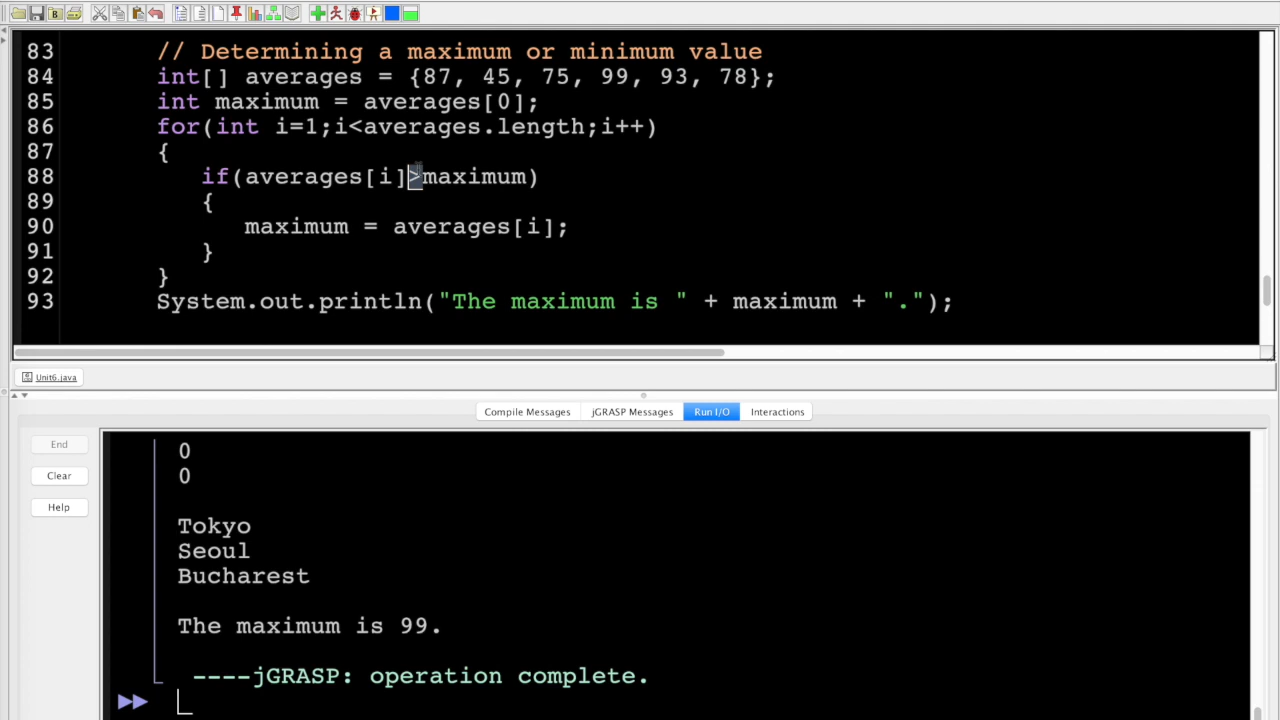 83 // Determining a maximum or minimum value
84 int[] averages = {87, 45, 75, 99, 93, 78};
85 int maximum = averages[0];
86 for(int i=1;i<averages.length;i++)
87 {
88 if(averages[i]>maximum)
89 {
90 maximum = averages[i];
91 }
92 }
93 System.out.println("The maximum is " + maximum + ".");
Unit6.java
Compile Messages jGRASP Messages Run I/O Interactions
End
Clear
Help
0
0
Tokyo
Seoul
Bucharest
The maximum is 99.
----jGRASP: operation complete.